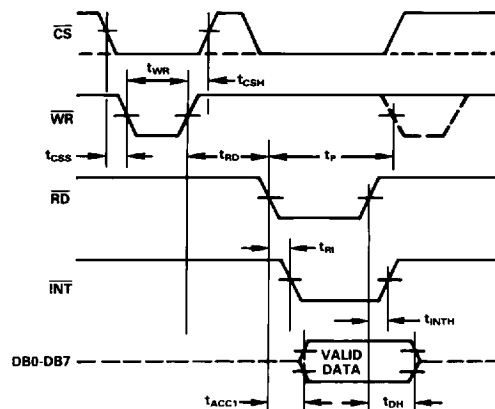 CS
tWR
tCSH
WR
tCSS
tRD
tP
RD
tRI
INT
tINTH
DB0-DB7
VALID
DATA
tACC1
tDH